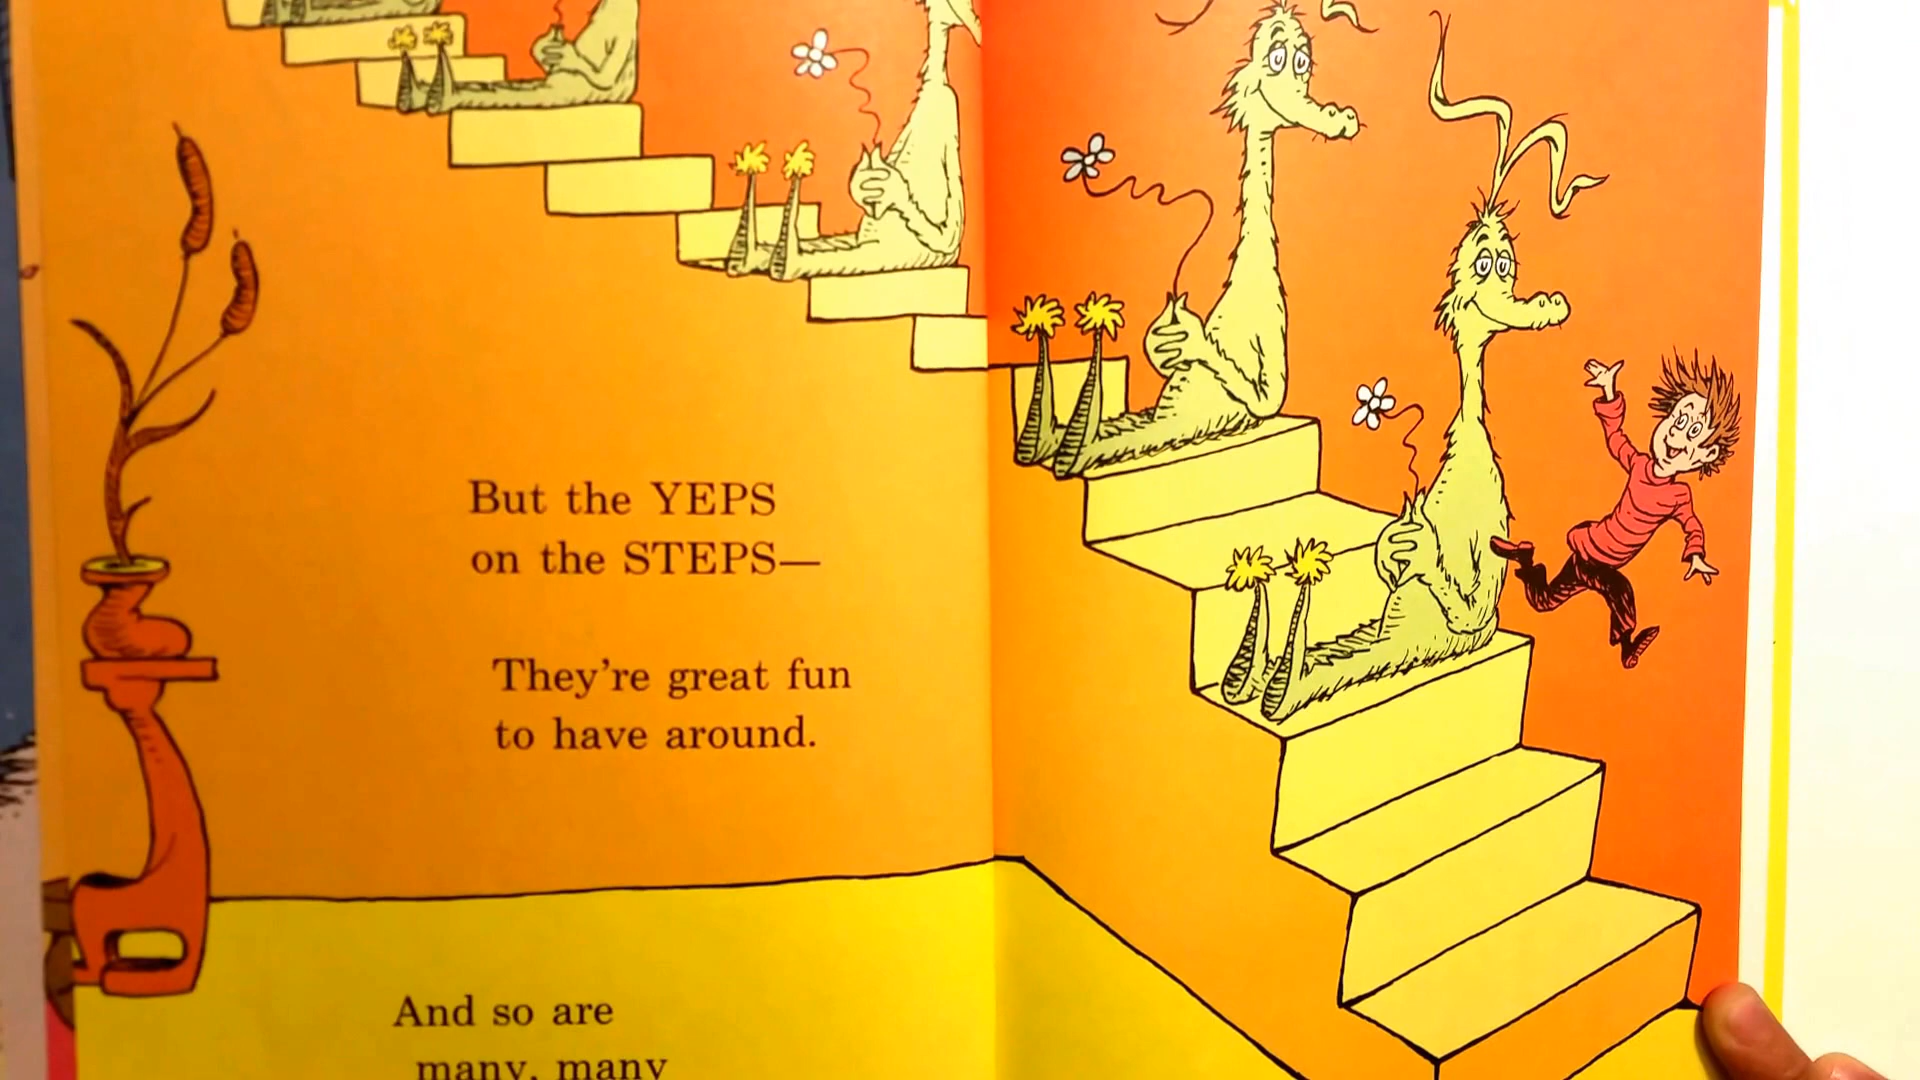 But the YEPS
on the STEPS—
They're great fun
to have around.
And so are
many, many